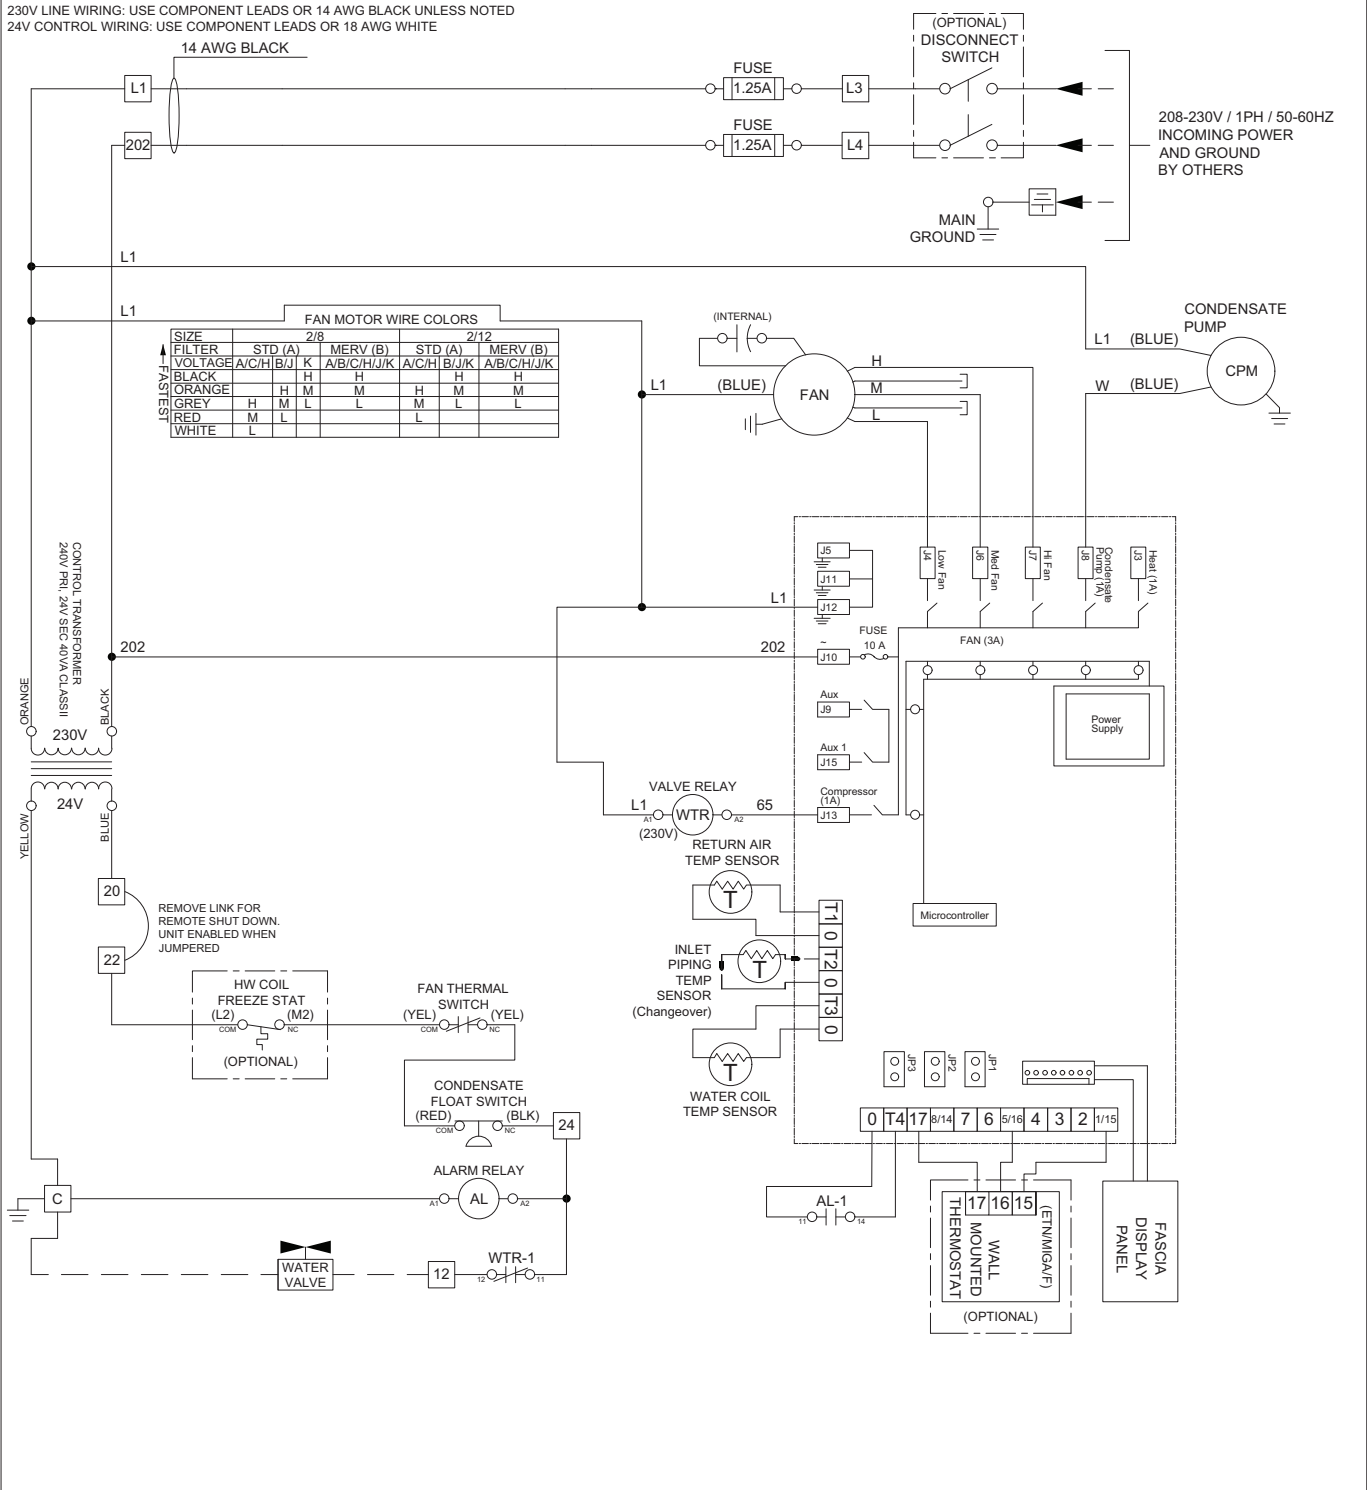 230V LINE WIRING: USE COMPONENT LEADS OR 14 AWG BLACK UNLESS NOTED
24V CONTROL WIRING: USE COMPONENT LEADS OR 18 AWG WHITE
14 AWG BLACK
(OPTIONAL)
DISCONNECT
SWITCH
L1
FUSE
1.25A
L3
202
FUSE
1.25A
L4
208-230V / 1PH / 50-60HZ
INCOMING POWER
AND GROUND
BY OTHERS
MAIN
GROUND
L1
L1
FAN MOTOR WIRE COLORS
SIZE 2/8 2/12
FILTER STD (A) MERV (B) STD (A) MERV (B)
VOLTAGE A/C/H B/J K A/B/C/H/J/K A/C/H B/J/K A/B/C/H/J/K
BLACK H H H H
ORANGE H M M H M M
GREY H M L L M L L
RED M L L
WHITE L
FASTEST
(INTERNAL)
L1 (BLUE)
FAN
H
M
L
CONDENSATE
PUMP
L1 (BLUE)
W (BLUE)
CPM
CONTROL TRANSFORMER
240V PRI, 24V SEC 40VA CLASSII
ORANGE
BLACK
230V
24V
YELLOW
BLUE
202
J5
J11
L1 J12
202 ~ J10
FUSE
10 A
J4 Low Fan
J6 Med Fan
J7 Hi Fan
J8 Condensate
Pump (1A)
J3 Heat (1A)
FAN (3A)
Aux
J9
Aux 1
J15
Compressor
(1A)
J13
Power
Supply
Microcontroller
VALVE RELAY
L1 A1 WTR A2 65
(230V)
RETURN AIR
TEMP SENSOR
T
INLET
PIPING
TEMP
SENSOR
(Changeover)
T
T
WATER COIL
TEMP SENSOR
T1
0
T2
0
T3
0
20
REMOVE LINK FOR
REMOTE SHUT DOWN.
UNIT ENABLED WHEN
JUMPERED
22
HW COIL
FREEZE STAT
(L2) (M2)
COM NC
(OPTIONAL)
FAN THERMAL
SWITCH
(YEL) (YEL)
COM NC
CONDENSATE
FLOAT SWITCH
(RED) (BLK)
COM NC
24
ALARM RELAY
C
A1 AL A2
WATER
VALVE
12
WTR-1
12 11
JP3
JP2
JP1
0 T4 17 8/14 7 6 5/16 4 3 2 1/15
AL-1
11 14
17 16 15
WALL
MOUNTED
THERMOSTAT
(ETN/MIGA/F)
(OPTIONAL)
FASCIA
DISPLAY
PANEL